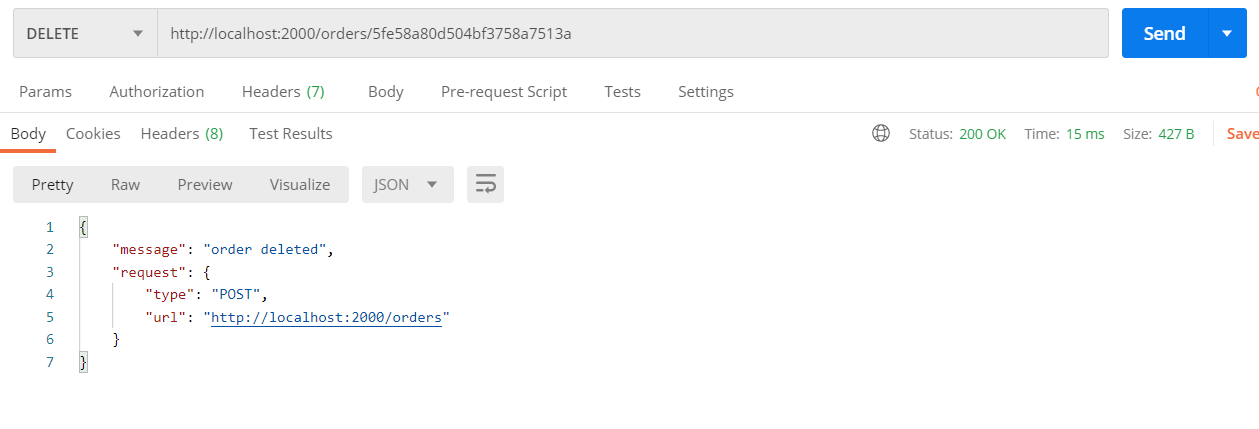 DELETE http://localhost:2000/orders/5fe58a80d504bf3758a7513a Send
Params Authorization Headers (7) Body Pre-request Script Tests Settings
Body Cookies Headers (8) Test Results Status: 200 OK Time: 15 ms Size: 427 B Save
Pretty Raw Preview Visualize JSON
1 {
2 "message": "order deleted",
3 "request": {
4 "type": "POST",
5 "url": "http://localhost:2000/orders"
6 }
7 }